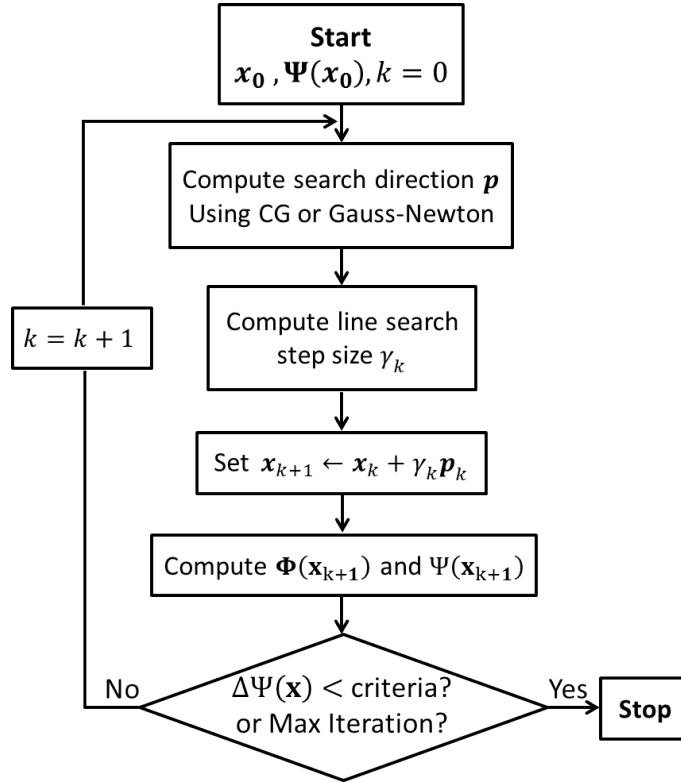 Start
𝒙₀ , 𝚿(𝒙₀), k = 0
Compute search direction 𝒑
Using CG or Gauss-Newton
Compute line search
step size γₖ
k = k + 1
Set 𝒙ₖ₊₁ ← 𝒙ₖ + γₖ𝒑ₖ
Compute 𝚽(𝐱ₖ₊₁) and Ψ(𝐱ₖ₊₁)
No
ΔΨ(𝐱) < criteria?
or Max Iteration?
Yes
Stop